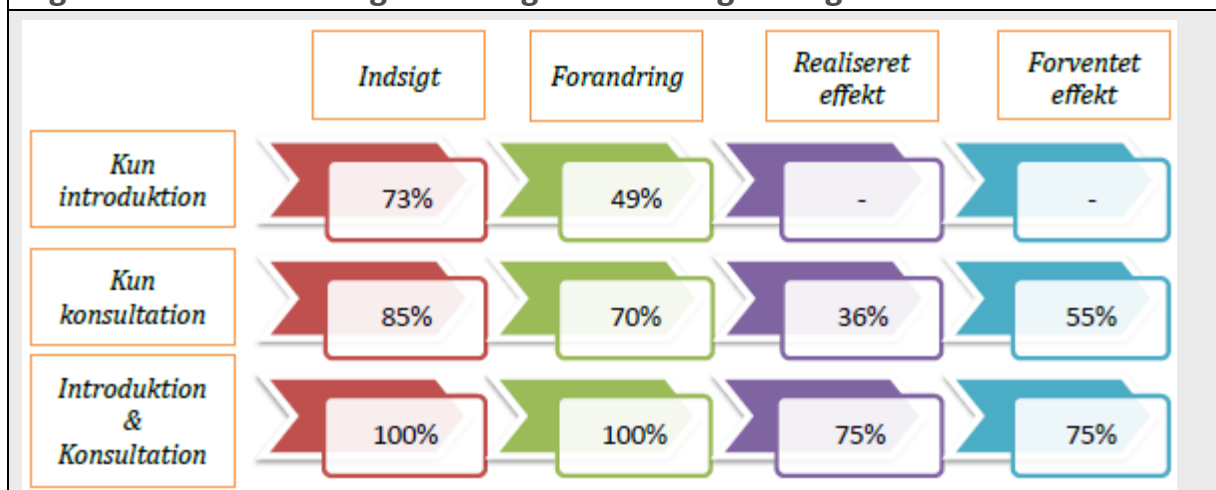 Indsigt
Forandring
Realiseret
effekt
Forventet
effekt
Kun
introduktion
73%
49%
-
-
Kun
konsultation
85%
70%
36%
55%
Introduktion
&
Konsultation
100%
100%
75%
75%